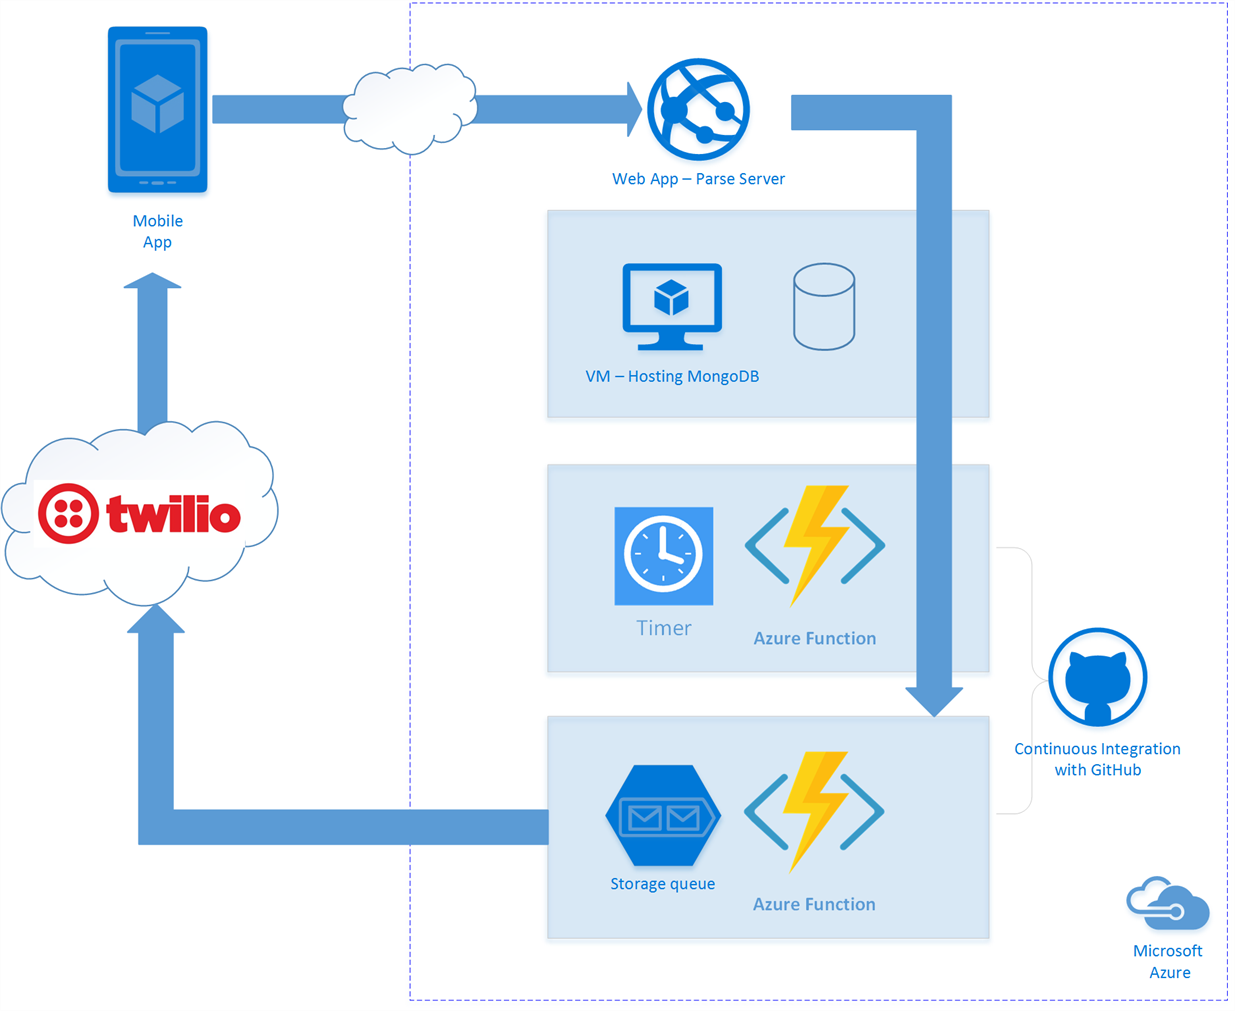 Web App – Parse Server
Mobile
App
VM – Hosting MongoDB
twilio
Timer
Azure Function
Continuous Integration
with GitHub
Storage queue
Azure Function
Microsoft
Azure